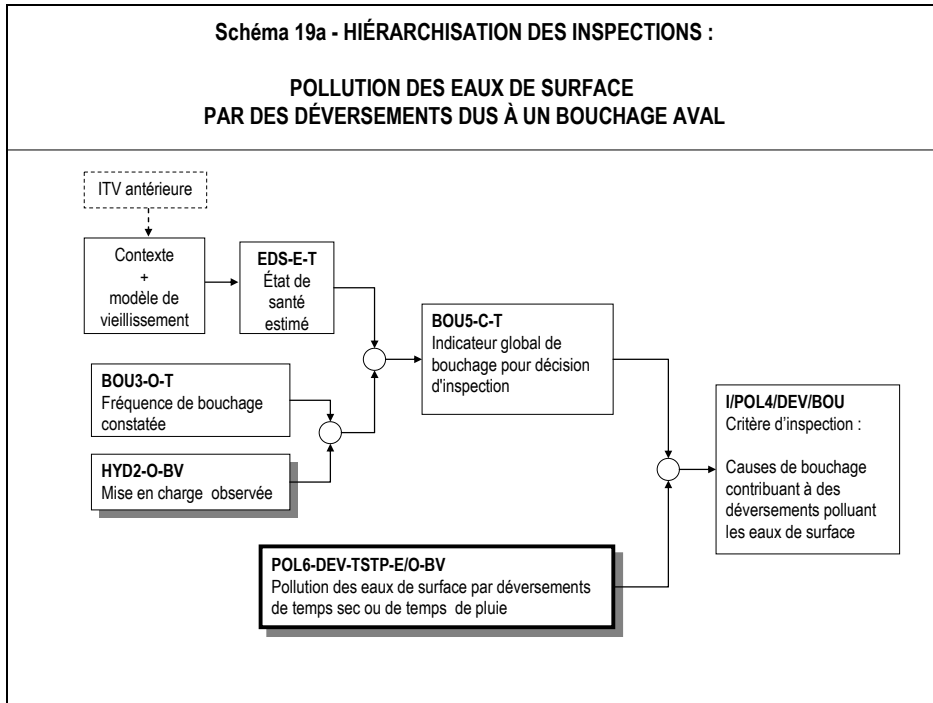 Schéma 19a - HIÉRARCHISATION DES INSPECTIONS :
POLLUTION DES EAUX DE SURFACE
PAR DES DÉVERSEMENTS DUS À UN BOUCHAGE AVAL
ITV antérieure
Contexte
+
modèle de
vieillissement
EDS-E-T
État de
santé
estimé
BOU3-O-T
Fréquence de bouchage
constatée
HYD2-O-BV
Mise en charge observée
BOU5-C-T
Indicateur global de
bouchage pour décision
d'inspection
POL6-DEV-TSTP-E/O-BV
Pollution des eaux de surface par déversements
de temps sec ou de temps de pluie
I/POL4/DEV/BOU
Critère d’inspection :
Causes de bouchage
contribuant à des
déversements polluant
les eaux de surface